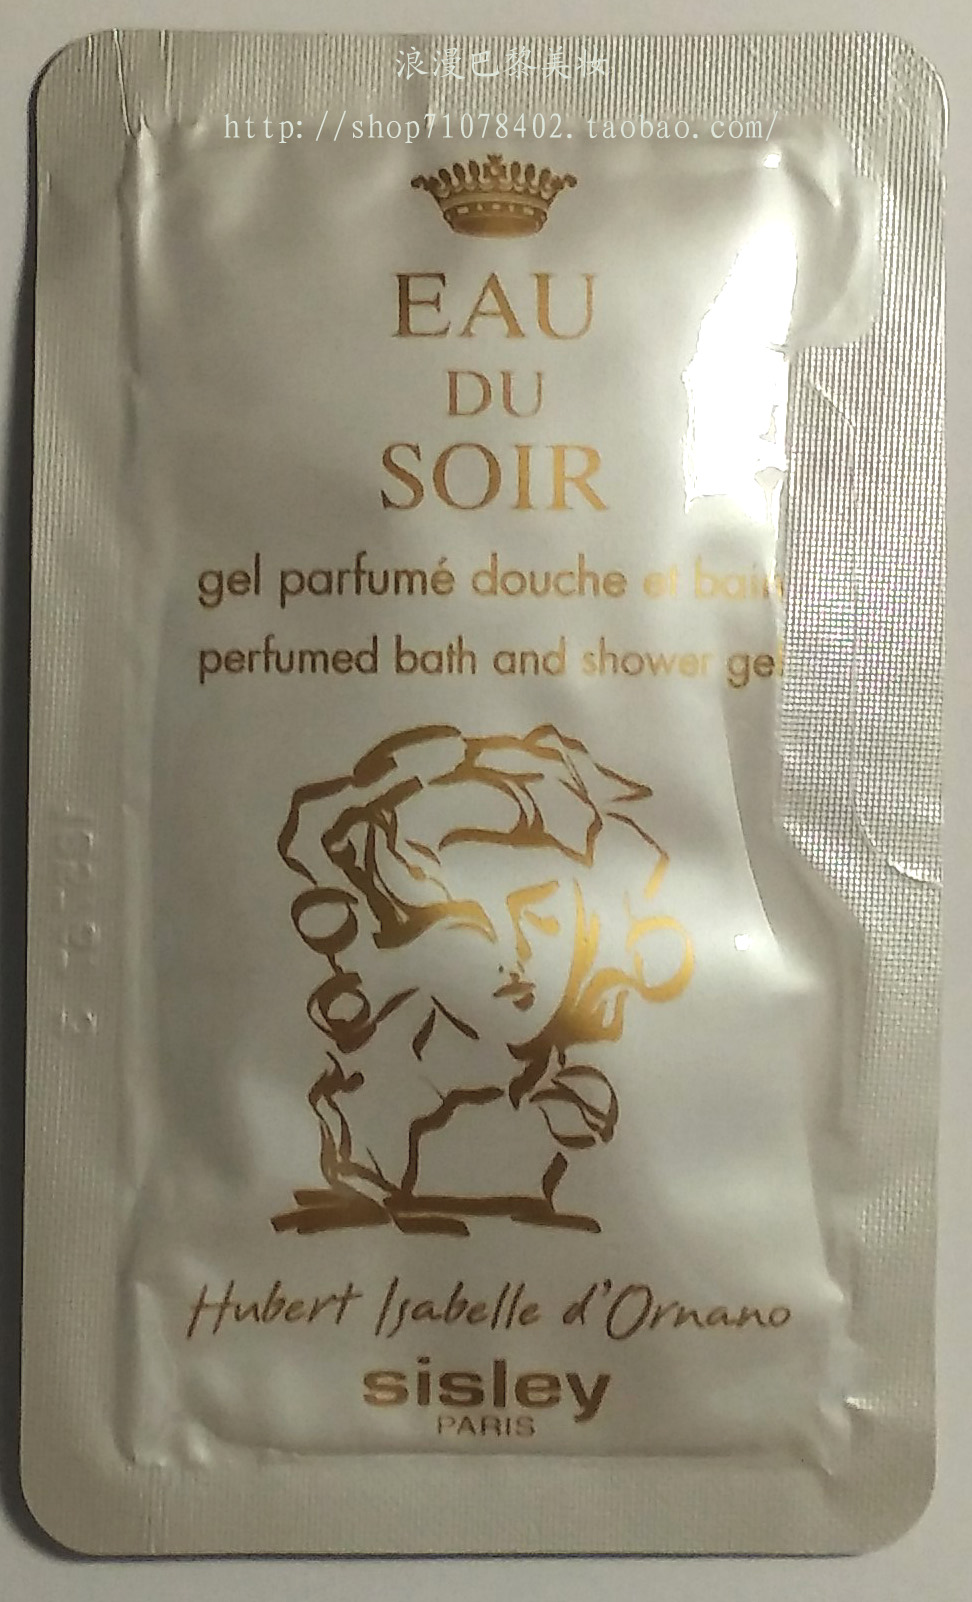 浪漫巴黎美妆
http://shop71078402.taobao.com/
EAU
DU
SOIR
gel parfumé douche et bain
perfumed bath and shower gel
Hubert Isabelle d'Ornano
sisley
PARIS